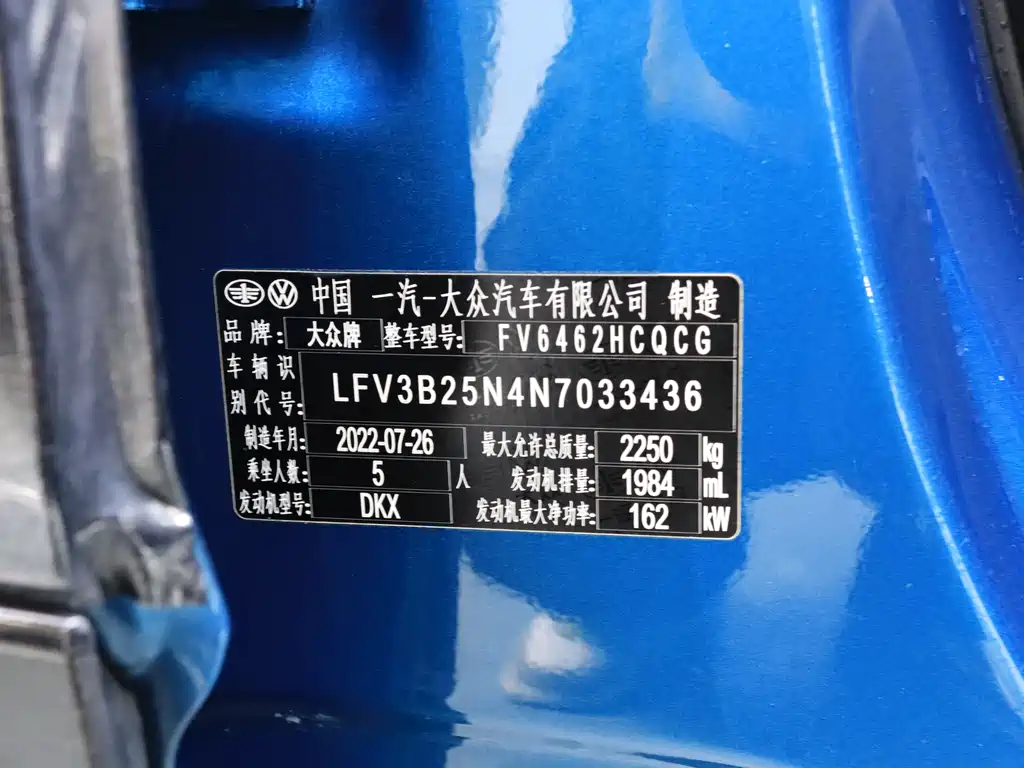 中国 一汽-大众汽车有限公司 制造
品牌: 大众牌 整车型号: FV6462HCQCG
车辆识别代号: LFV3B25N4N7033436
制造年月: 2022-07-26 最大允许总质量: 2250 kg
乘坐人数: 5 人 发动机排量: 1984 mL
发动机型号: DKX 发动机最大净功率: 162 kW